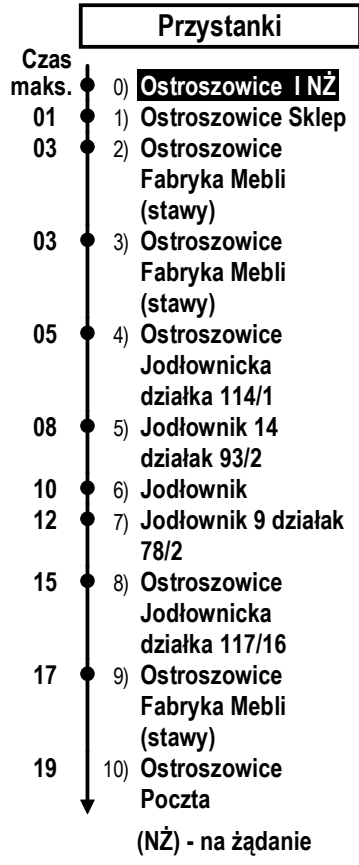 Przystanki
Czas
maks.
0) Ostroszowice I NŻ
01 1) Ostroszowice Sklep
03 2) Ostroszowice
Fabryka Mebli
(stawy)
03 3) Ostroszowice
Fabryka Mebli
(stawy)
05 4) Ostroszowice
Jodłownicka
działka 114/1
08 5) Jodłownik 14
działak 93/2
10 6) Jodłownik
12 7) Jodłownik 9 działak
78/2
15 8) Ostroszowice
Jodłownicka
działka 117/16
17 9) Ostroszowice
Fabryka Mebli
(stawy)
19 10) Ostroszowice
Poczta
(NŻ) - na żądanie